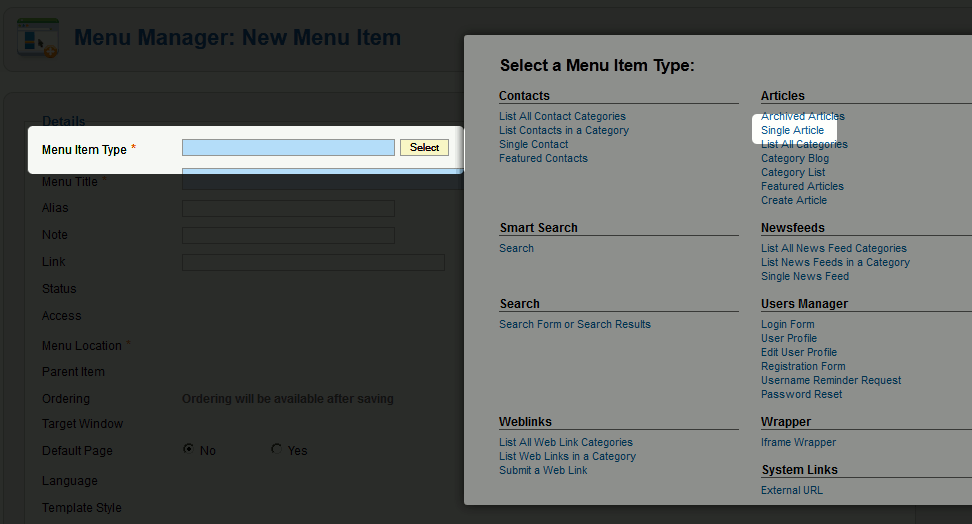 Menu Manager: New Menu Item
Details
Menu Item Type *
Select
Menu Title *
Alias
Note
Link
Status
Access
Menu Location *
Parent Item
Ordering
Ordering will be available after saving
Target Window
Default Page
No
Yes
Language
Template Style
Select a Menu Item Type:
Contacts
List All Contact Categories
List Contacts in a Category
Single Contact
Featured Contacts
Articles
Archived Articles
Single Article
List All Categories
Category Blog
Category List
Featured Articles
Create Article
Smart Search
Search
Newsfeeds
List All News Feed Categories
List News Feeds in a Category
Single News Feed
Search
Search Form or Search Results
Users Manager
Login Form
User Profile
Edit User Profile
Registration Form
Username Reminder Request
Password Reset
Weblinks
List All Web Link Categories
List Web Links in a Category
Submit a Web Link
Wrapper
Iframe Wrapper
System Links
External URL